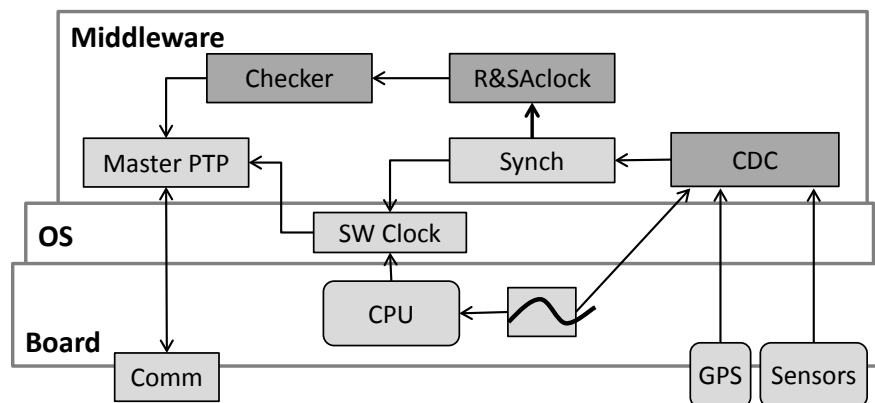 Middleware
Checker
R&SAclock
Master PTP
Synch
CDC
OS
SW Clock
CPU
Board
Comm
GPS
Sensors